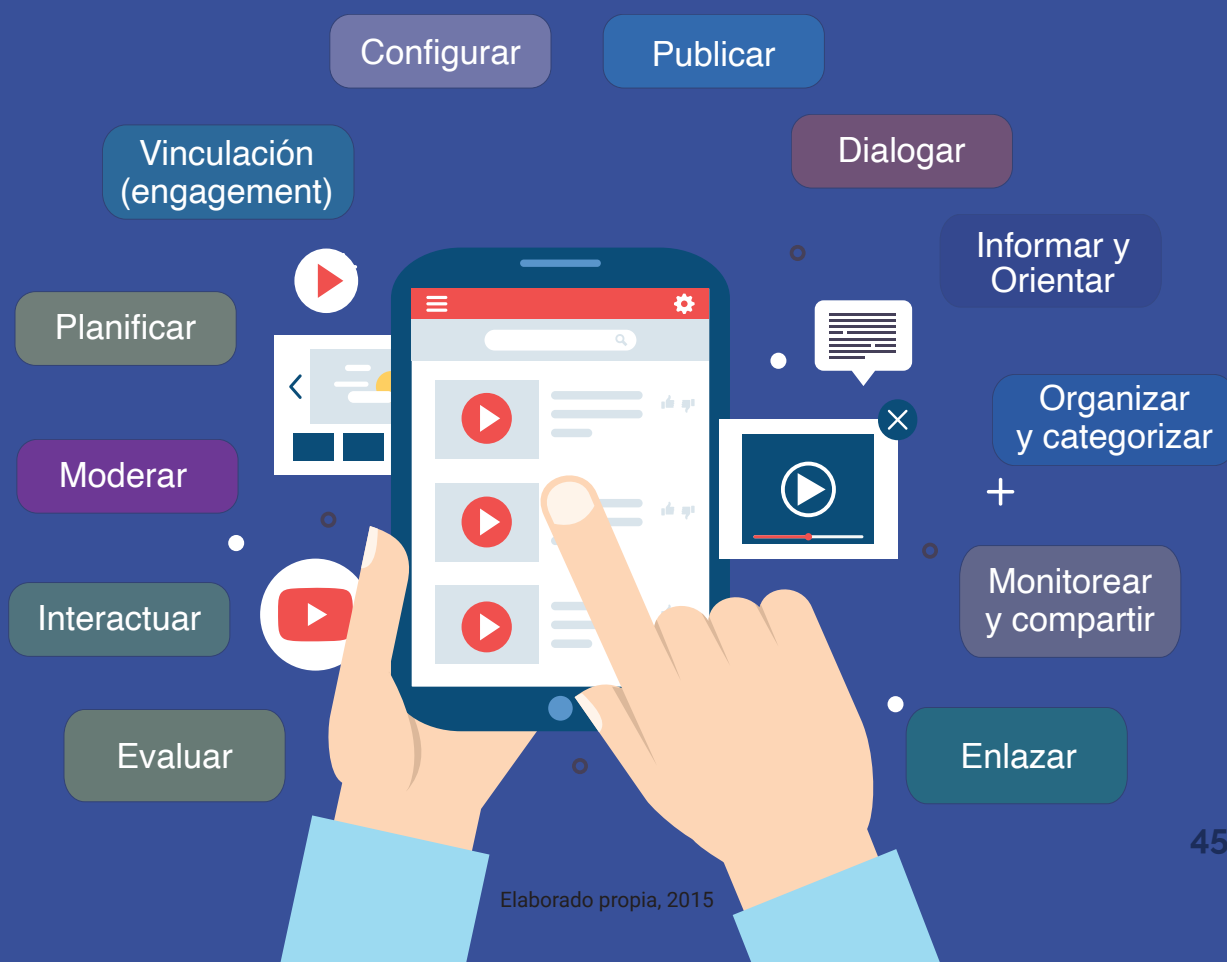 Configurar
Publicar
Vinculación
(engagement)
Dialogar
Informar y
Orientar
Planificar
Organizar
y categorizar
Moderar
Monitorear
y compartir
Interactuar
Evaluar
Enlazar
45
Elaborado propia, 2015